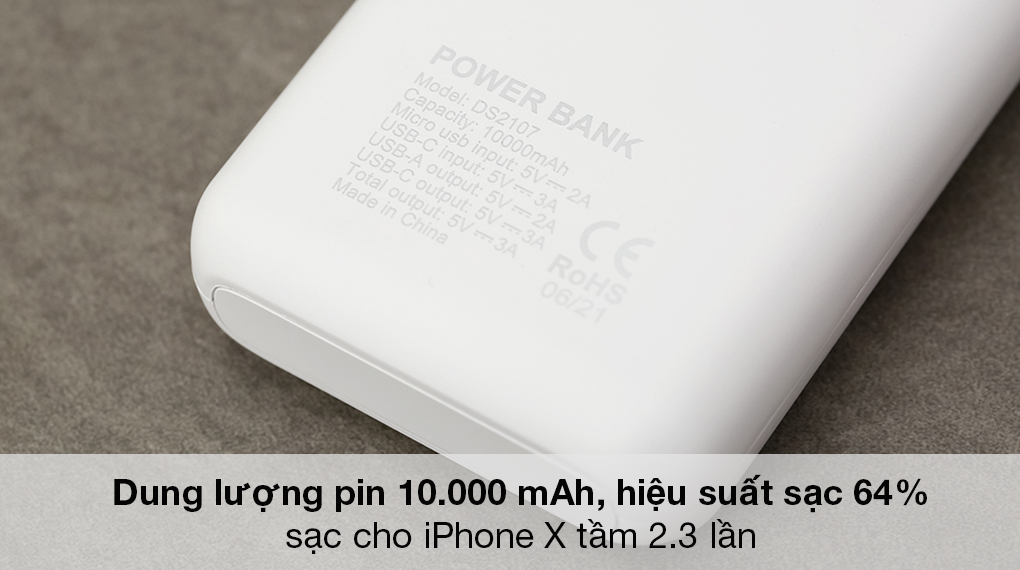 POWER BANK
Model: DS2107
Capacity: 10000mAh
Micro usb input: 5V⎓2A
USB-C input: 5V⎓3A
USB-A output: 5V⎓2A
USB-C output: 5V⎓3A
Total output: 5V⎓3A
Made in China
CE
RoHS
06/21
Dung lượng pin 10.000 mAh, hiệu suất sạc 64%
sạc cho iPhone X tầm 2.3 lần